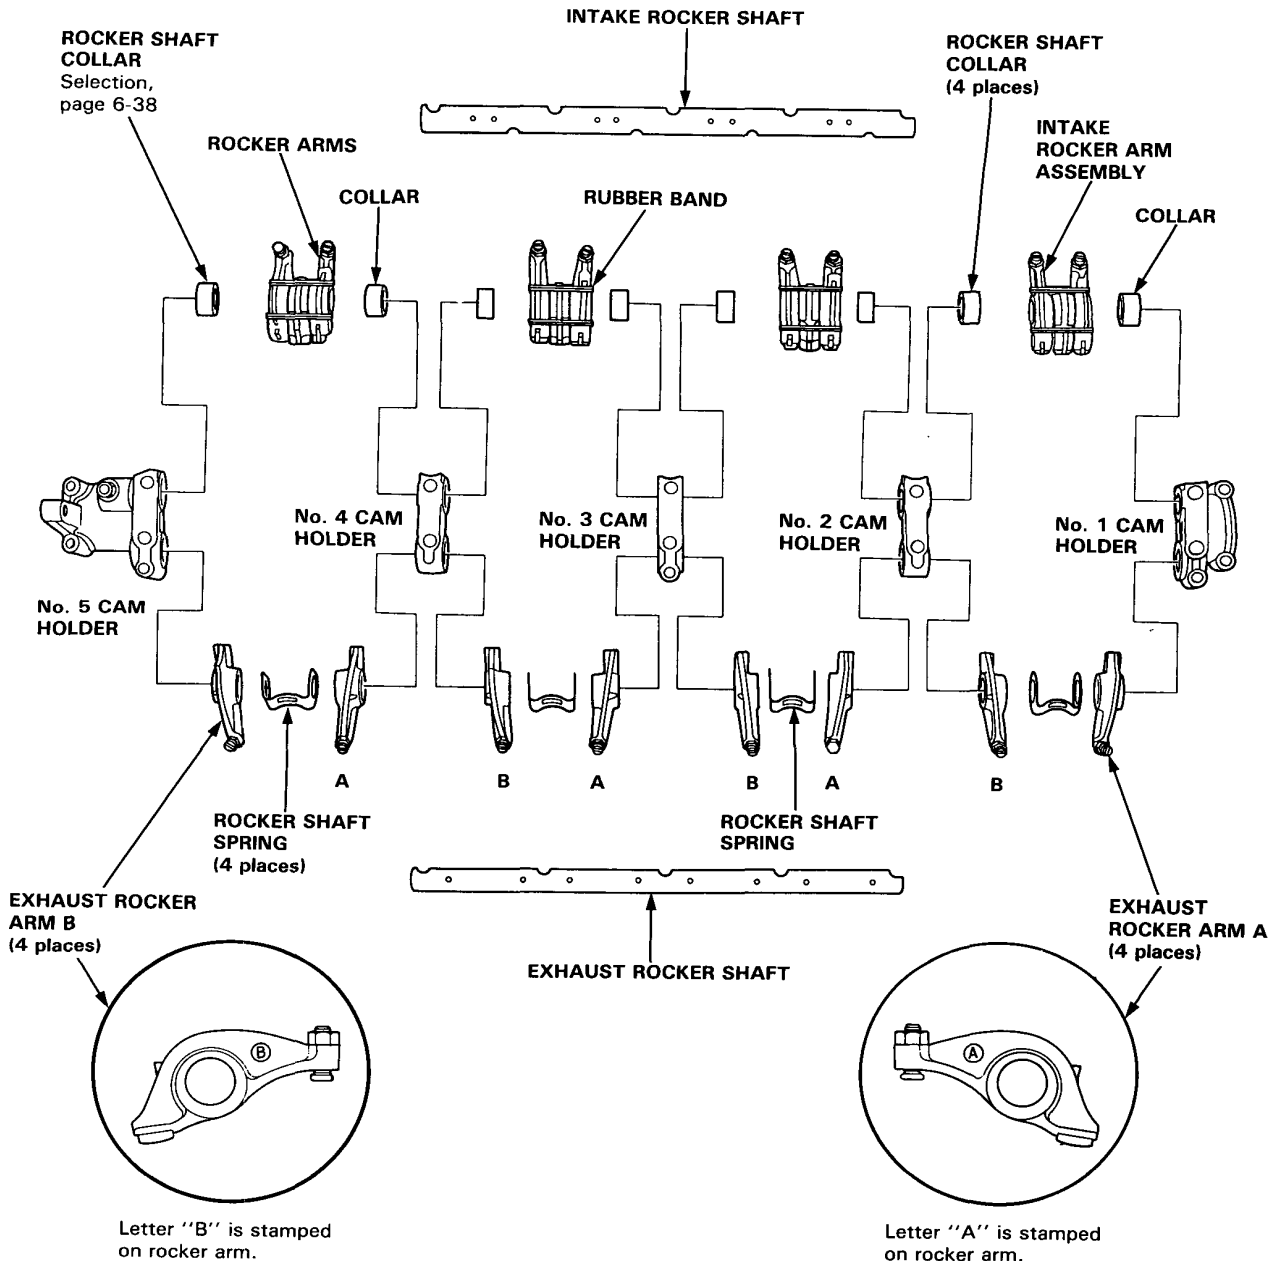 INTAKE ROCKER SHAFT
ROCKER SHAFT
COLLAR
Selection,
page 6-38
ROCKER SHAFT
COLLAR
(4 places)
ROCKER ARMS
COLLAR
RUBBER BAND
INTAKE
ROCKER ARM
ASSEMBLY
COLLAR
No. 5 CAM
HOLDER
No. 4 CAM
HOLDER
No. 3 CAM
HOLDER
No. 2 CAM
HOLDER
No. 1 CAM
HOLDER
A
B
A
B
A
B
ROCKER SHAFT
SPRING
(4 places)
ROCKER SHAFT
SPRING
EXHAUST ROCKER
ARM B
(4 places)
EXHAUST ROCKER SHAFT
EXHAUST
ROCKER ARM A
(4 places)
B
A
Letter ''B'' is stamped
on rocker arm.
Letter ''A'' is stamped
on rocker arm.